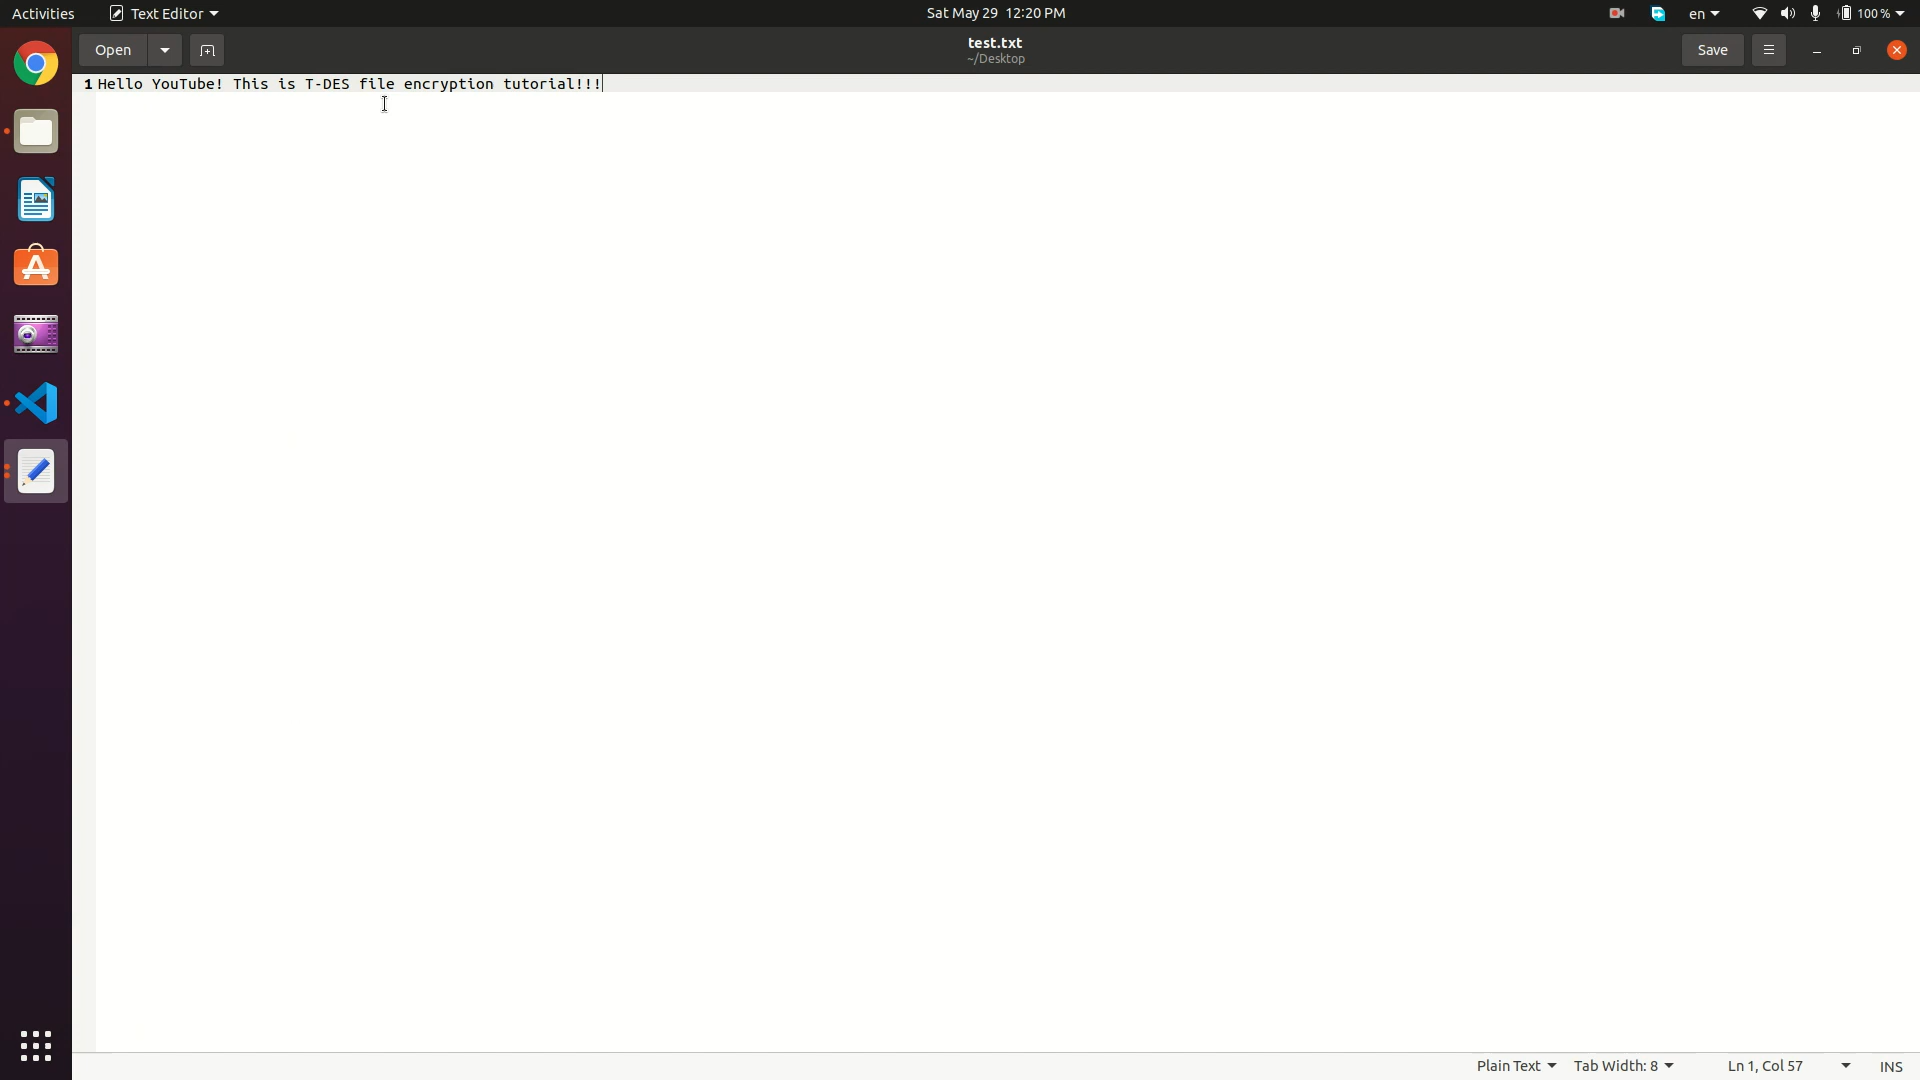 Activities Text Editor Sat May 29 12:20 PM en 100 %
Open test.txt Save
~/Desktop
1 Hello YouTube! This is T-DES file encryption tutorial!!!
Plain Text Tab Width: 8 Ln 1, Col 57 INS